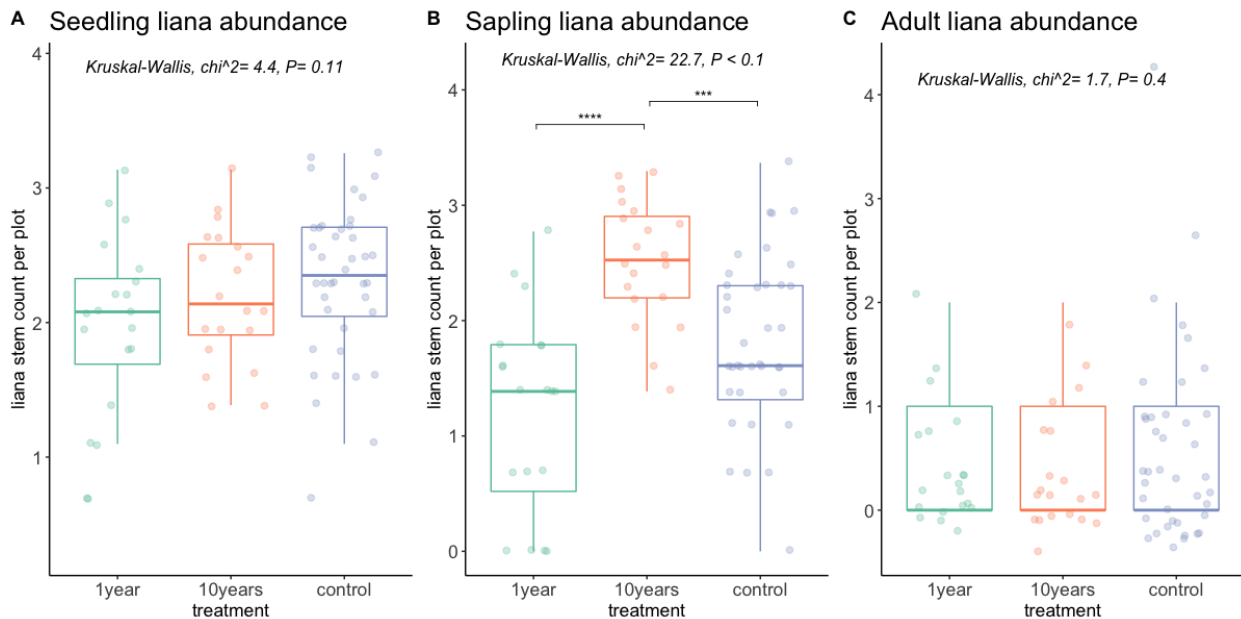 A Seedling liana abundance
Kruskal-Wallis, chi^2= 4.4, P= 0.11
4
3
2
1
liana stem count per plot
1year 10years control
treatment
B Sapling liana abundance
Kruskal-Wallis, chi^2= 22.7, P < 0.1
**** ***
4
3
2
1
0
liana stem count per plot
1year 10years control
treatment
C Adult liana abundance
Kruskal-Wallis, chi^2= 1.7, P= 0.4
4
3
2
1
0
liana stem count per plot
1year 10years control
treatment